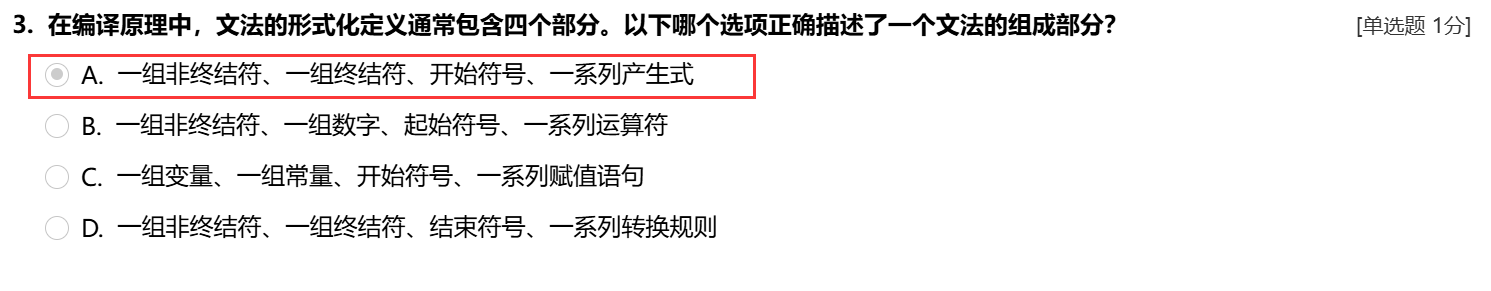 3. 在编译原理中，文法的形式化定义通常包含四个部分。以下哪个选项正确描述了一个文法的组成部分？ [单选题 1分]
A. 一组非终结符、一组终结符、开始符号、一系列产生式
B. 一组非终结符、一组数字、起始符号、一系列运算符
C. 一组变量、一组常量、开始符号、一系列赋值语句
D. 一组非终结符、一组终结符、结束符号、一系列转换规则